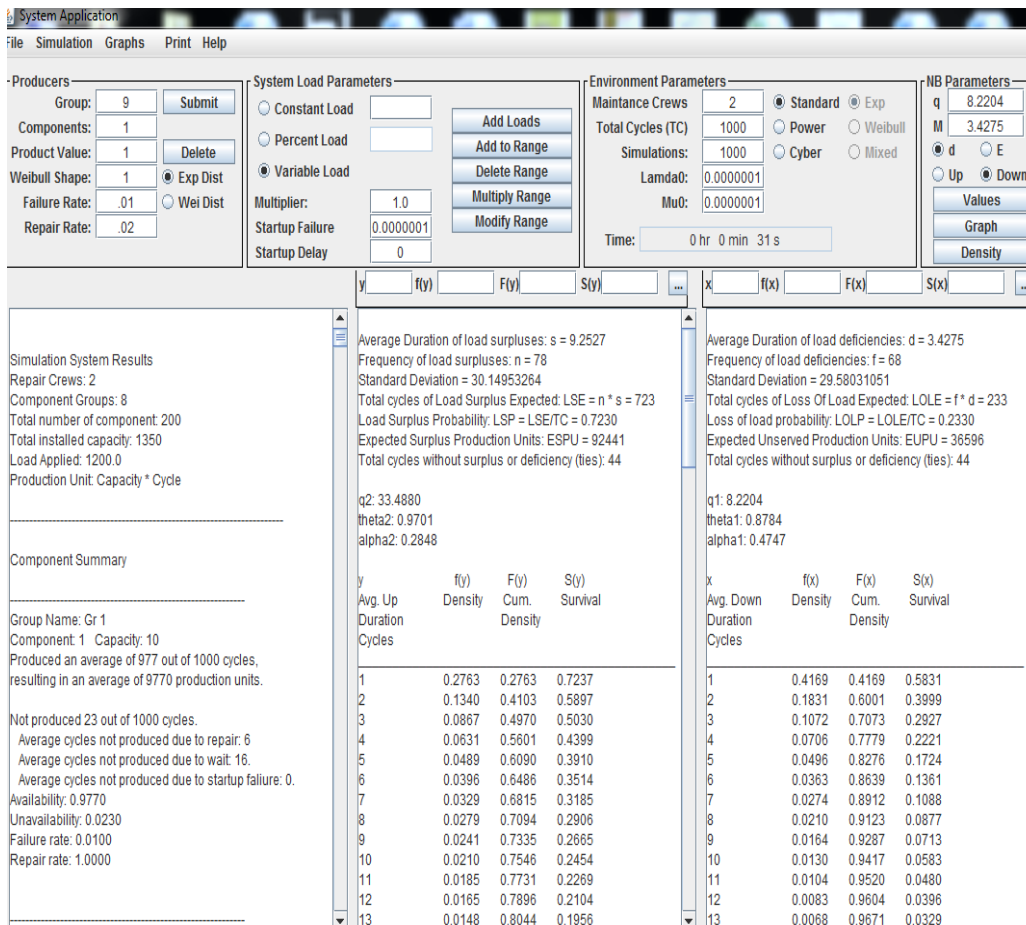 System Application
File Simulation Graphs Print Help
Producers
Group: 9 Submit
Components: 1
Product Value: 1 Delete
Weibull Shape: 1 Exp Dist
Failure Rate: .01 Wei Dist
Repair Rate: .02
System Load Parameters
Constant Load
Percent Load
Variable Load
Multiplier: 1.0
Startup Failure 0.0000001
Startup Delay 0
Add Loads
Add to Range
Delete Range
Multiply Range
Modify Range
Environment Parameters
Maintance Crews 2 Standard Exp
Total Cycles (TC) 1000 Power Weibull
Simulations: 1000 Cyber Mixed
Lamda0: 0.0000001
Mu0: 0.0000001
Time: 0 hr 0 min 31 s
NB Parameters
q 8.2204
M 3.4275
d E
Up Down
Values
Graph
Density
y f(y) F(y) S(y) ...
x f(x) F(x) S(x) ...
Simulation System Results
Repair Crews: 2
Component Groups: 8
Total number of component: 200
Total installed capacity: 1350
Load Applied: 1200.0
Production Unit: Capacity * Cycle
Component Summary
Group Name: Gr 1
Component: 1 Capacity: 10
Produced an average of 977 out of 1000 cycles,
resulting in an average of 9770 production units.
Not produced 23 out of 1000 cycles.
Average cycles not produced due to repair: 6
Average cycles not produced due to wait: 16.
Average cycles not produced due to startup faliure: 0.
Availability: 0.9770
Unavailability: 0.0230
Failure rate: 0.0100
Repair rate: 1.0000
Average Duration of load surpluses: s = 9.2527
Frequency of load surpluses: n = 78
Standard Deviation = 30.14953264
Total cycles of Load Surplus Expected: LSE = n * s = 723
Load Surplus Probability: LSP = LSE/TC = 0.7230
Expected Surplus Production Units: ESPU = 92441
Total cycles without surplus or deficiency (ties): 44
q2: 33.4880
theta2: 0.9701
alpha2: 0.2848
y f(y) F(y) S(y)
Avg. Up Density Cum. Survival
Duration Density
Cycles
1 0.2763 0.2763 0.7237
2 0.1340 0.4103 0.5897
3 0.0867 0.4970 0.5030
4 0.0631 0.5601 0.4399
5 0.0489 0.6090 0.3910
6 0.0396 0.6486 0.3514
7 0.0329 0.6815 0.3185
8 0.0279 0.7094 0.2906
9 0.0241 0.7335 0.2665
10 0.0210 0.7546 0.2454
11 0.0185 0.7731 0.2269
12 0.0165 0.7896 0.2104
13 0.0148 0.8044 0.1956
Average Duration of load deficiencies: d = 3.4275
Frequency of load deficiencies: f = 68
Standard Deviation = 29.58031051
Total cycles of Loss Of Load Expected: LOLE = f * d = 233
Loss of load probability: LOLP = LOLE/TC = 0.2330
Expected Unserved Production Units: EUPU = 36596
Total cycles without surplus or deficiency (ties): 44
q1: 8.2204
theta1: 0.8784
alpha1: 0.4747
x f(x) F(x) S(x)
Avg. Down Density Cum. Survival
Duration Density
Cycles
1 0.4169 0.4169 0.5831
2 0.1831 0.6001 0.3999
3 0.1072 0.7073 0.2927
4 0.0706 0.7779 0.2221
5 0.0496 0.8276 0.1724
6 0.0363 0.8639 0.1361
7 0.0274 0.8912 0.1088
8 0.0210 0.9123 0.0877
9 0.0164 0.9287 0.0713
10 0.0130 0.9417 0.0583
11 0.0104 0.9520 0.0480
12 0.0083 0.9604 0.0396
13 0.0068 0.9671 0.0329